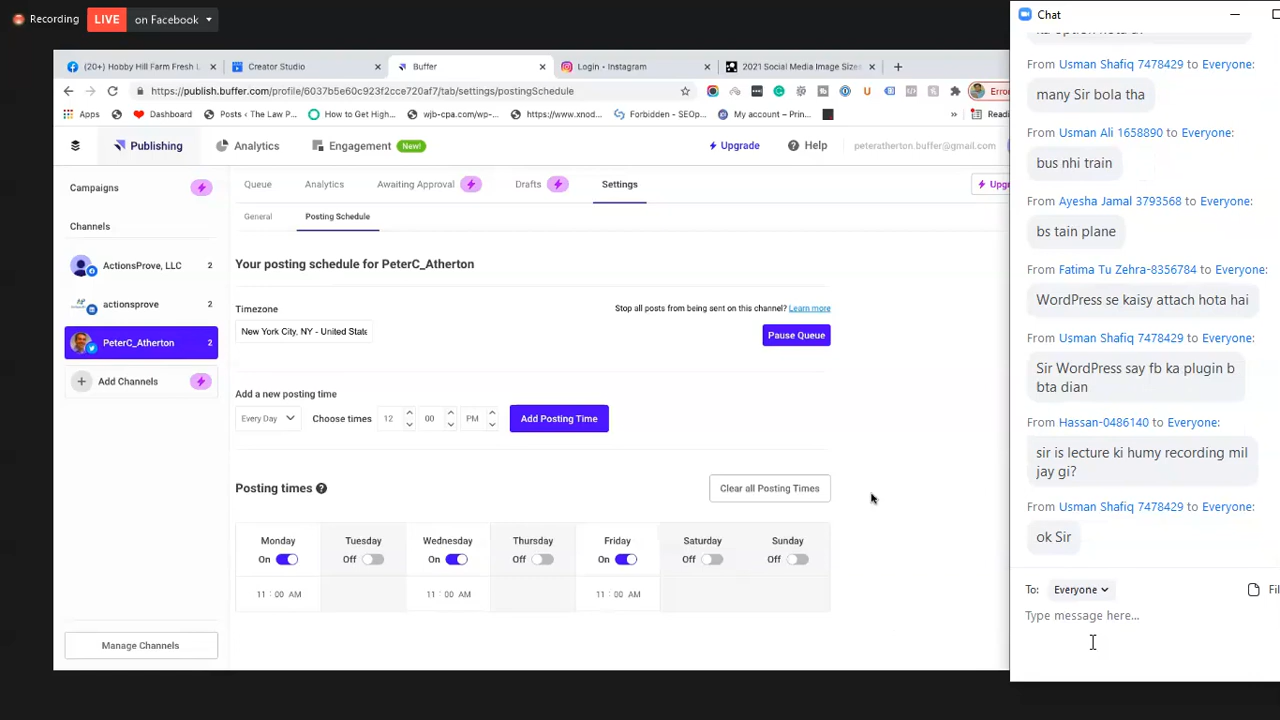 Recording
LIVE on Facebook
(20+) Hobby Hill Farm Fresh
Creator Studio
Buffer
Login • Instagram
2021 Social Media Image Sizes
https://publish.buffer.com/profile/6037b5e60c923f2cce720af7/tab/settings/postingSchedule
Error
Apps
Dashboard
Posts ‹ The Law P...
How to Get High...
wjb-cpa.com/wp-...
https://www.xnod...
Forbidden - SEOp...
My account – Prin...
»
Publishing
Analytics
Engagement New!
Upgrade
Help
peteratherton.buffer@gmail.com
Campaigns
Channels
ActionsProve, LLC 2
actionsprove 2
PeterC_Atherton 2
Add Channels
Manage Channels
Queue
Analytics
Awaiting Approval
Drafts
Settings
General
Posting Schedule
Your posting schedule for PeterC_Atherton
Timezone
New York City, NY - United State
Stop all posts from being sent on this channel? Learn more
Pause Queue
Add a new posting time
Every Day Choose times 12 00 PM Add Posting Time
Posting times
Clear all Posting Times
Monday Tuesday Wednesday Thursday Friday Saturday Sunday
On Off On Off On Off Off
11 : 00 AM 11 : 00 AM 11 : 00 AM
Chat
From Usman Shafiq 7478429 to Everyone:
many Sir bola tha
From Usman Ali 1658890 to Everyone:
bus nhi train
From Ayesha Jamal 3793568 to Everyone:
bs tain plane
From Fatima Tu Zehra-8356784 to Everyone:
WordPress se kaisy attach hota hai
From Usman Shafiq 7478429 to Everyone:
Sir WordPress say fb ka plugin b
bta dian
From Hassan-0486140 to Everyone:
sir is lecture ki humy recording mil
jay gi?
From Usman Shafiq 7478429 to Everyone:
ok Sir
To: Everyone
Type message here...